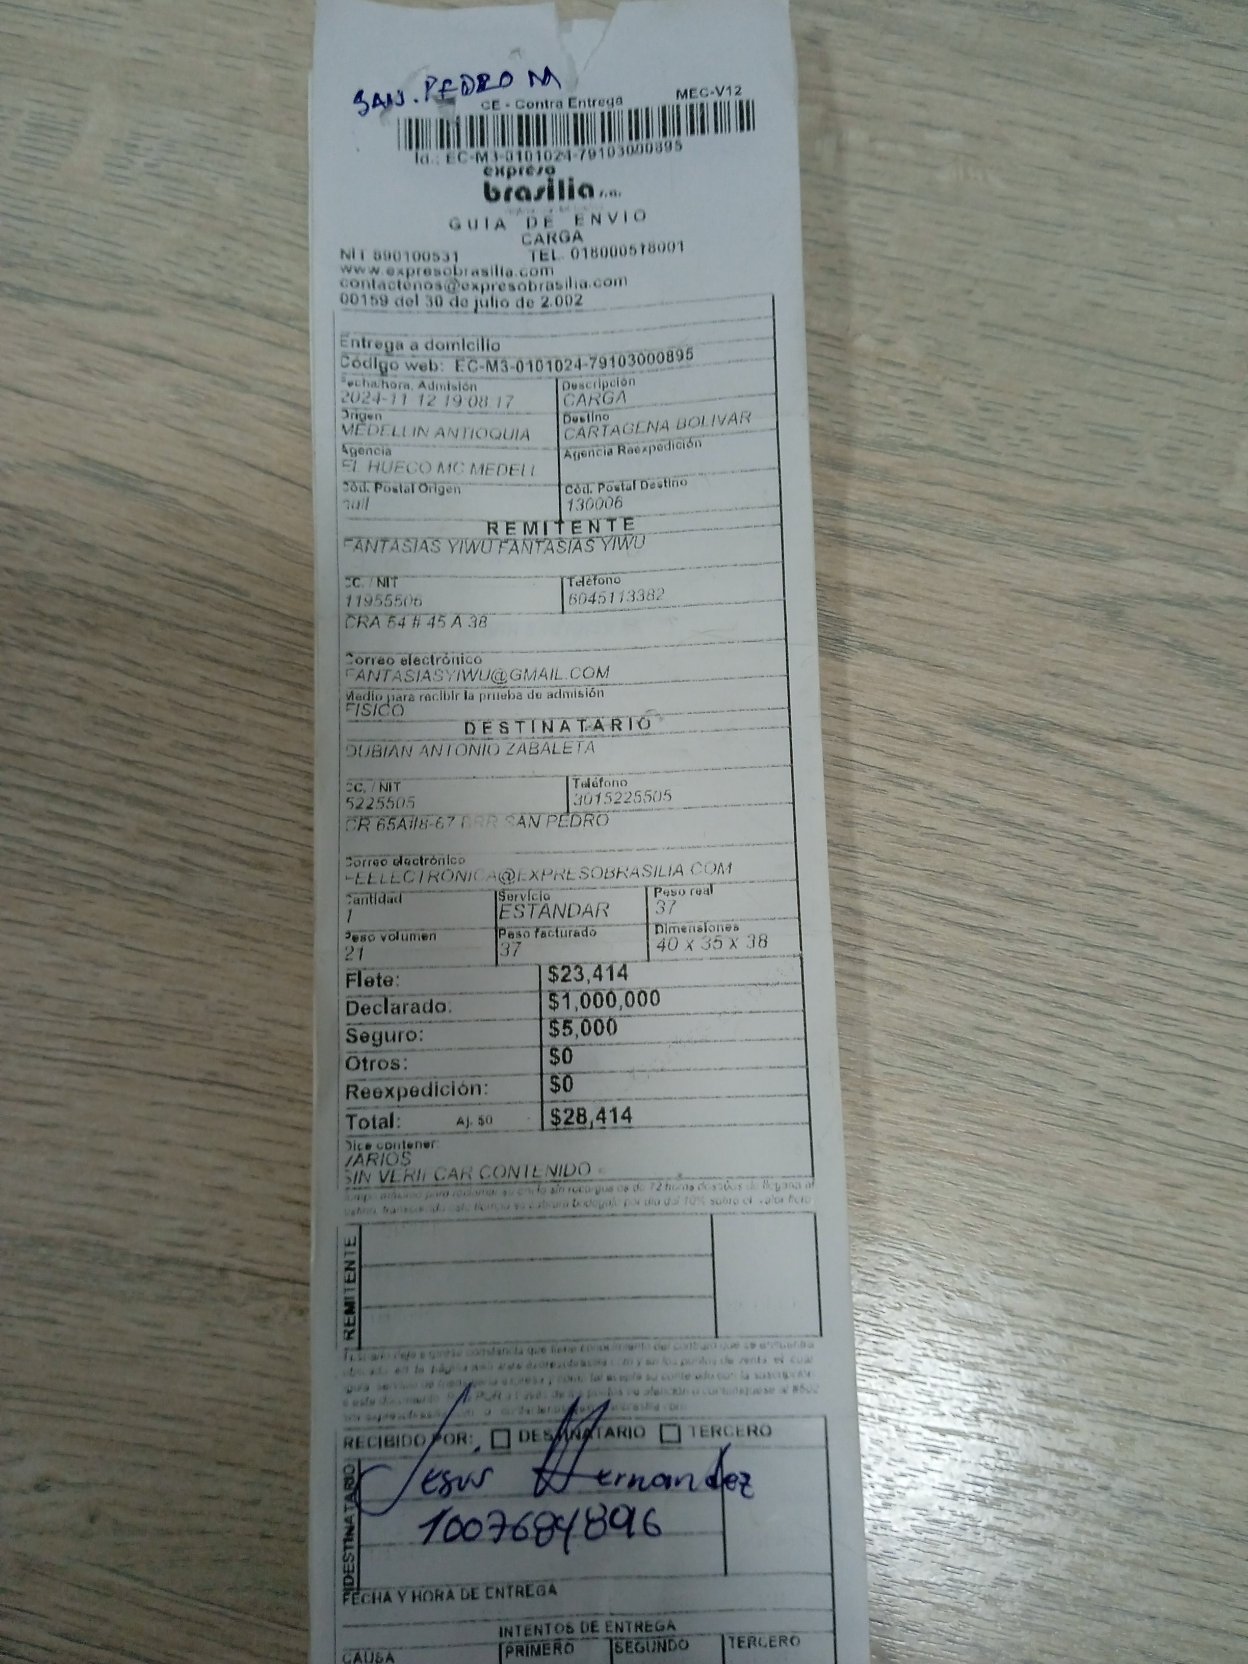 SAN. PEDRO M
CE - Contra Entrega MEC-V12
Id.: EC-M3-0101024-79103000895
expreso
brasilia s.a.
GUIA DE ENVIO
CARGA
NIT 890100531 TEL. 018000518001
www.expresobrasilia.com
contactenos@expresobrasilia.com
00159 del 30 de julio de 2.002
Entrega a domicilio
Código web: EC-M3-0101024-79103000895
Fecha/hora. Admisión Descripción
2024-11-12 19:08:17 CARGA
Origen Destino
MEDELLIN ANTIOQUIA CARTAGENA BOLIVAR
Agencia Agencia Reexpedición
EL HUECO MC MEDELL
Cód. Postal Origen Cód. Postal Destino
null 130006
REMITENTE
FANTASIAS YIWU FANTASIAS YIWU
CC. / NIT Teléfono
11955506 6045113382
CRA 54 # 45 A 38
Correo electrónico
FANTASIASYIWU@GMAIL.COM
Medio para recibir la prueba de admisión
FISICO
DESTINATARIO
DUBIAN ANTONIO ZABALETA
CC. / NIT Teléfono
5225505 3015225505
CR 65A#8-67 BRR SAN PEDRO
Correo electrónico
FEELECTRONICA@EXPRESOBRASILIA.COM
Cantidad Servicio Peso real
1 ESTANDAR 37
Peso volumen Peso facturado Dimensiones
21 37 40 x 35 x 38
Flete: $23,414
Declarado: $1,000,000
Seguro: $5,000
Otros: $0
Reexpedición: $0
Total: Aj. $0 $28,414
Dice contener:
VARIOS
SIN VERIFICAR CONTENIDO
REMITENTE
RECIBIDO POR: DESTINATARIO TERCERO
DESTINATARIO
Jesus Hernandez
1007684896
FECHA Y HORA DE ENTREGA
INTENTOS DE ENTREGA
CAUSA PRIMERO SEGUNDO TERCERO